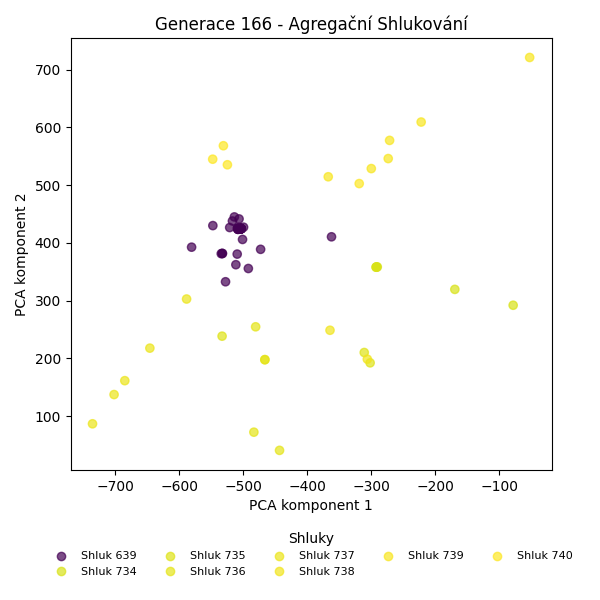 Generace 166 - Agregační Shlukování
PCA komponent 2
700
600
500
400
300
200
100
−700 −600 −500 −400 −300 −200 −100
PCA komponent 1
Shluky
Shluk 639 Shluk 735 Shluk 737 Shluk 739 Shluk 740
Shluk 734 Shluk 736 Shluk 738